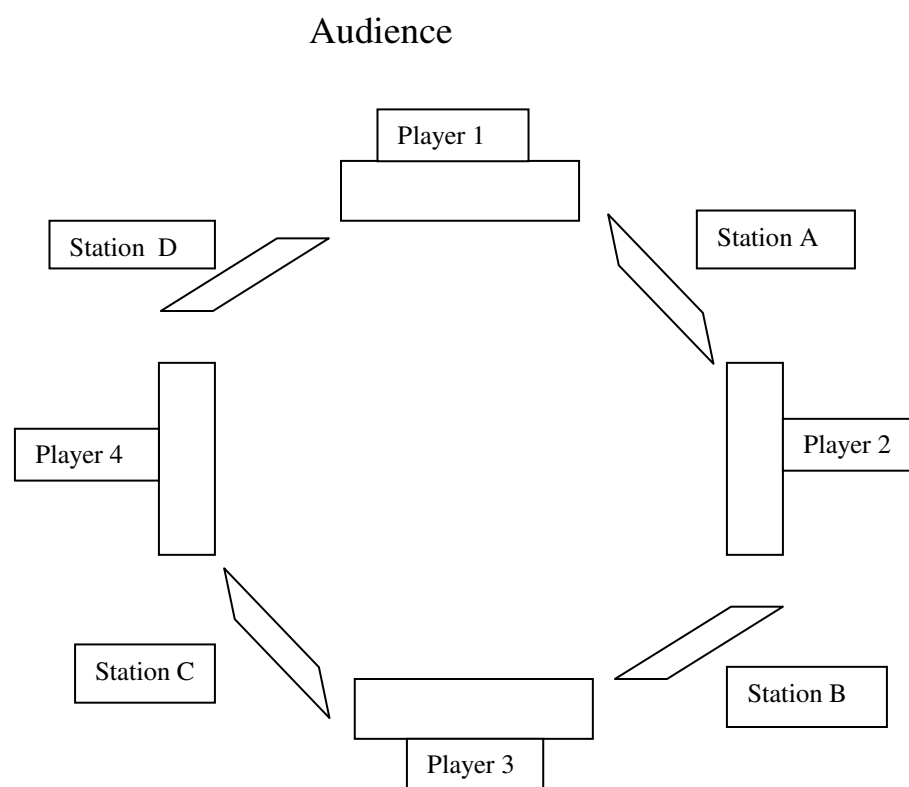 Audience
Player 1
Station D
Station A
Player 4
Player 2
Station C
Station B
Player 3